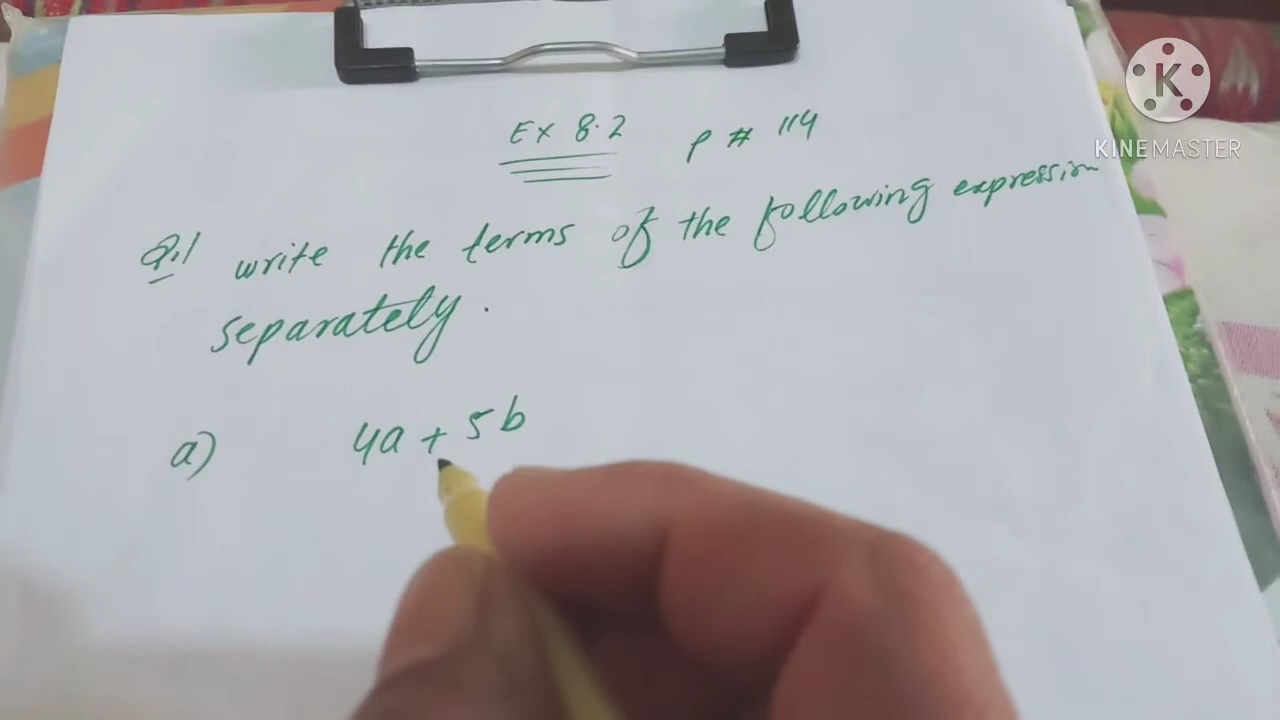 Ex 8.2 P # 114
Q.1 write the terms of the following expression
separately.
a) 4a + 5b
K
KINEMASTER